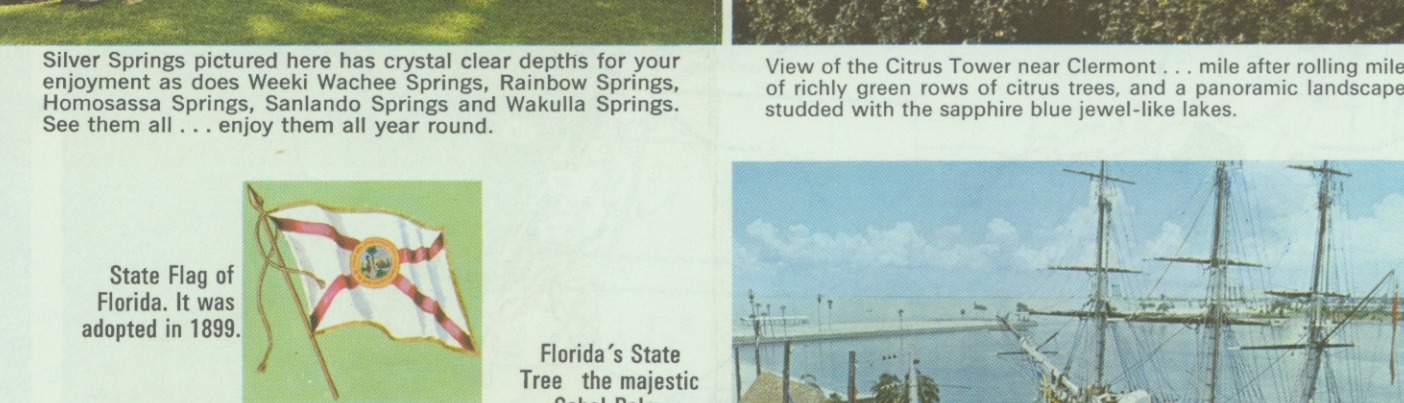 Silver Springs pictured here has crystal clear depths for your
enjoyment as does Weeki Wachee Springs, Rainbow Springs,
Homosassa Springs, Sanlando Springs and Wakulla Springs.
See them all . . . enjoy them all year round.
View of the Citrus Tower near Clermont . . . mile after rolling mile
of richly green rows of citrus trees, and a panoramic landscape
studded with the sapphire blue jewel-like lakes.
State Flag of
Florida. It was
adopted in 1899.
Florida's State
Tree the majestic